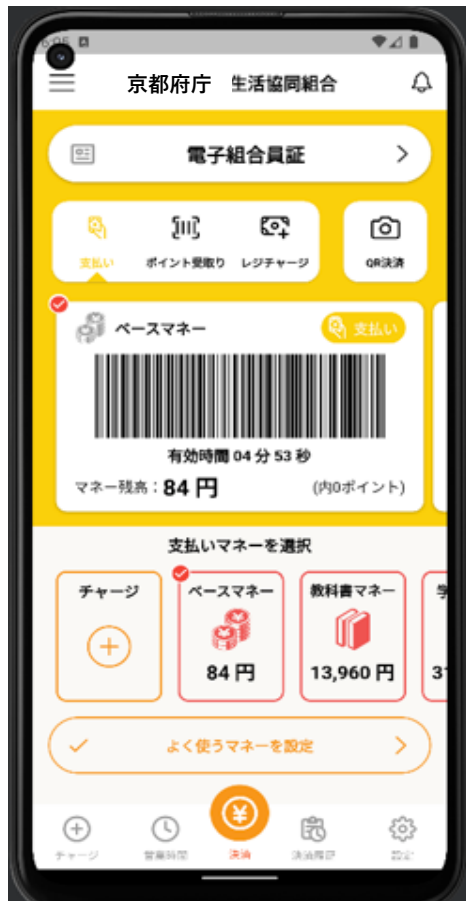 6:05
京都府庁 生活協同組合
電子組合員証
支払い ポイント受取り レジチャージ QR決済
ベースマネー 支払い
有効時間 04 分 53 秒
マネー残高：84 円 (内0ポイント)
支払いマネーを選択
チャージ ベースマネー 教科書マネー 学
84 円 13,960 円 31
よく使うマネーを設定
チャージ 営業時間 決済 決済履歴 設定